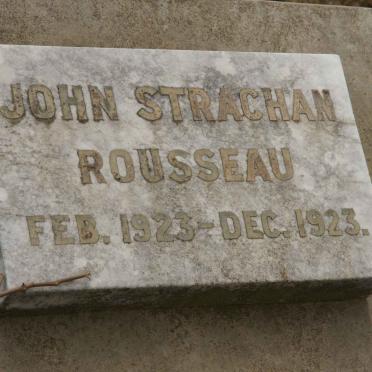 JOHN STRACHAN
ROUSSEAU
FEB. 1923-DEC. 1923.